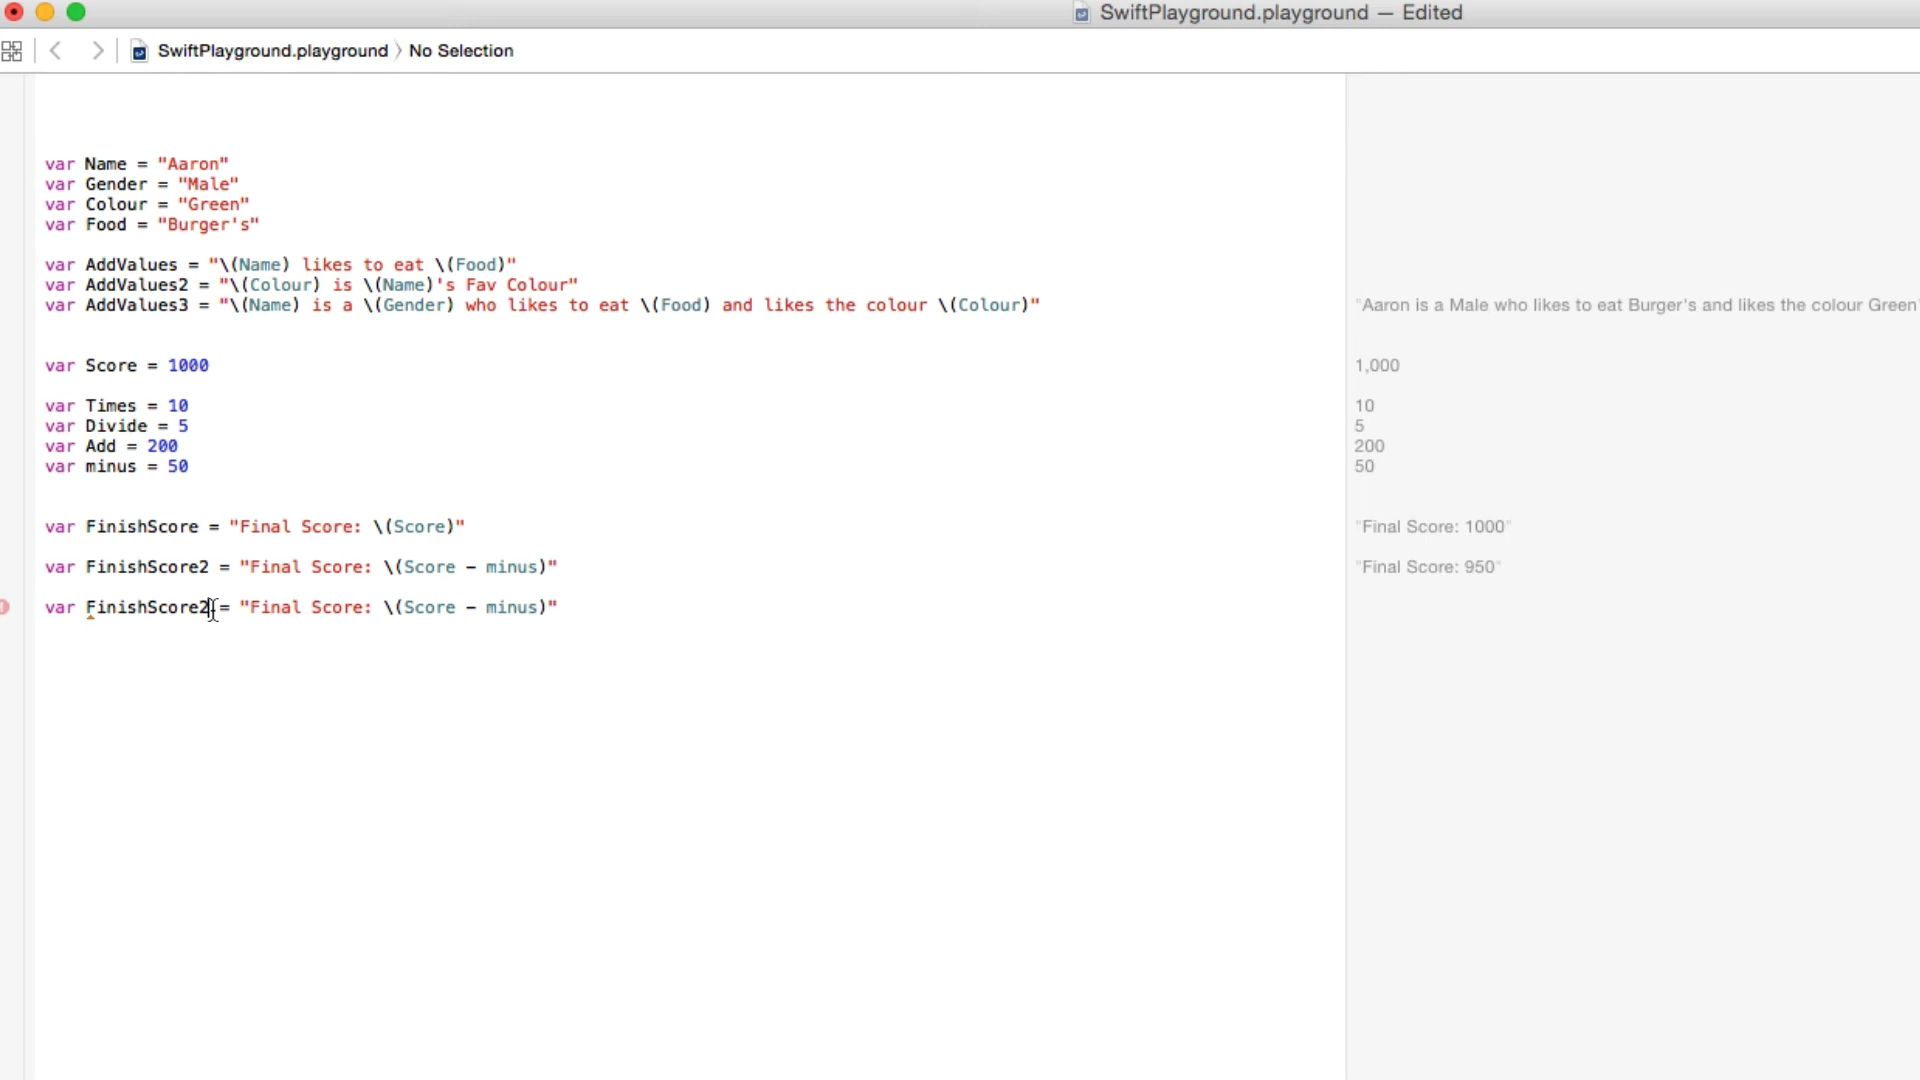 SwiftPlayground.playground — Edited
SwiftPlayground.playground 〉 No Selection
var Name = "Aaron"
var Gender = "Male"
var Colour = "Green"
var Food = "Burger's"
var AddValues = "\(Name) likes to eat \(Food)"
var AddValues2 = "\(Colour) is \(Name)'s Fav Colour"
var AddValues3 = "\(Name) is a \(Gender) who likes to eat \(Food) and likes the colour \(Colour)"
"Aaron is a Male who likes to eat Burger's and likes the colour Green"
var Score = 1000
1,000
var Times = 10
10
var Divide = 5
5
var Add = 200
200
var minus = 50
50
var FinishScore = "Final Score: \(Score)"
"Final Score: 1000"
var FinishScore2 = "Final Score: \(Score - minus)"
"Final Score: 950"
var FinishScore2 = "Final Score: \(Score - minus)"